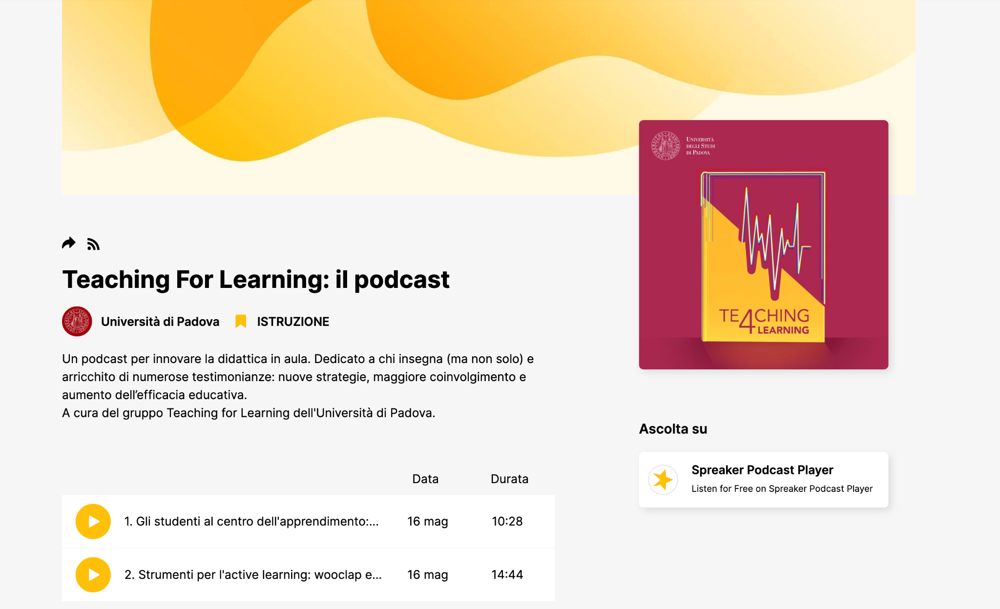 UNIVERSITÀ
DEGLI STUDI
DI PADOVA
TE4CHING
LEARNING
Teaching For Learning: il podcast
Università di Padova
ISTRUZIONE
Un podcast per innovare la didattica in aula. Dedicato a chi insegna (ma non solo) e
arricchito di numerose testimonianze: nuove strategie, maggiore coinvolgimento e
aumento dell’efficacia educativa.
A cura del gruppo Teaching for Learning dell'Università di Padova.
Data Durata
1. Gli studenti al centro dell'apprendimento:... 16 mag 10:28
2. Strumenti per l'active learning: wooclap e... 16 mag 14:44
Ascolta su
Spreaker Podcast Player
Listen for Free on Spreaker Podcast Player